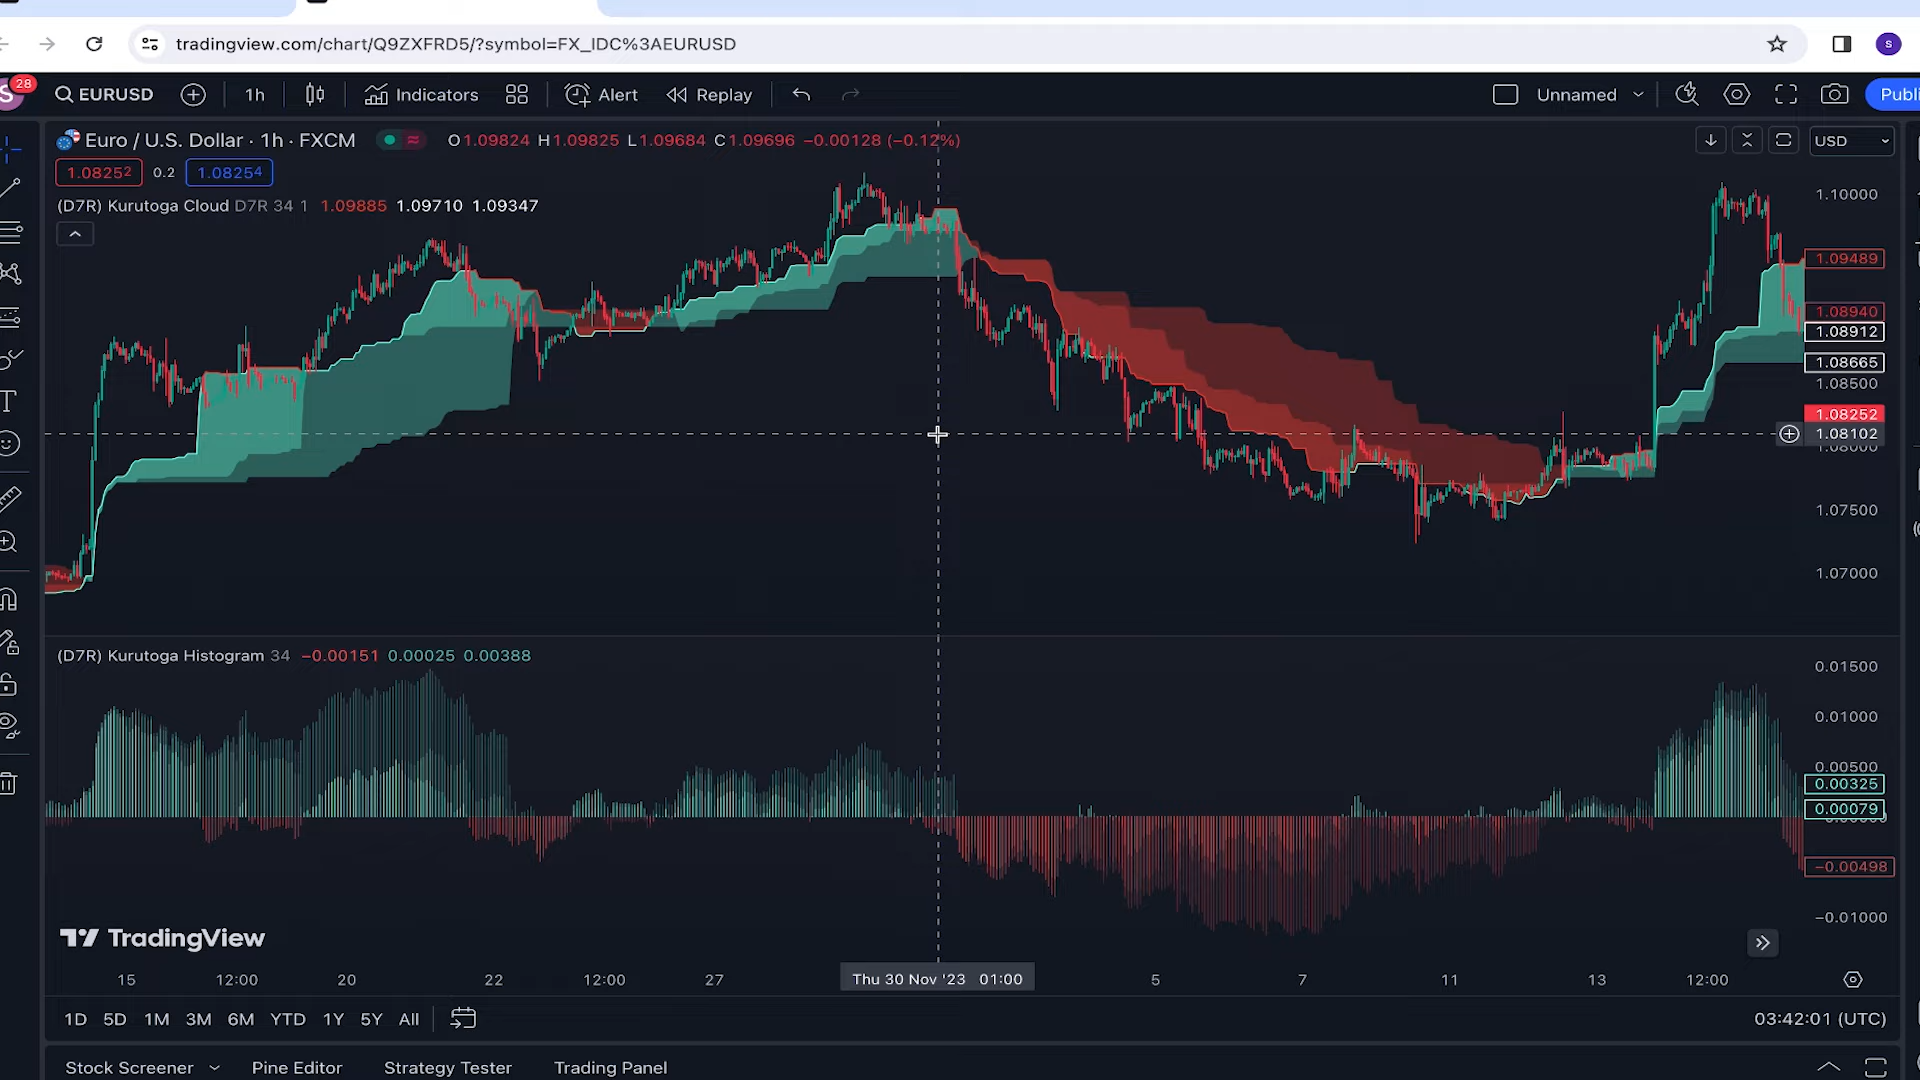 tradingview.com/chart/Q9ZXFRD5/?symbol=FX_IDC%3AEURUSD
S
S 28 EURUSD 1h Indicators Alert Replay Unnamed Publi
Euro / U.S. Dollar · 1h · FXCM O1.09824 H1.09825 L1.09684 C1.09696 −0.00128 (−0.12%) USD
1.08252 0.2 1.08254
(D7R) Kurutoga Cloud D7R 34 1 1.09885 1.09710 1.09347
1.10000
1.09489
1.08940
1.08912
1.08665
1.08500
1.08252
1.08102
1.08000
1.07500
1.07000
(D7R) Kurutoga Histogram 34 −0.00151 0.00025 0.00388
0.01500
0.01000
0.00500
0.00325
0.00079
−0.00498
−0.01000
TradingView
15 12:00 20 22 12:00 27 Thu 30 Nov '23 01:00 5 7 11 13 12:00
1D 5D 1M 3M 6M YTD 1Y 5Y All 03:42:01 (UTC)
Stock Screener Pine Editor Strategy Tester Trading Panel